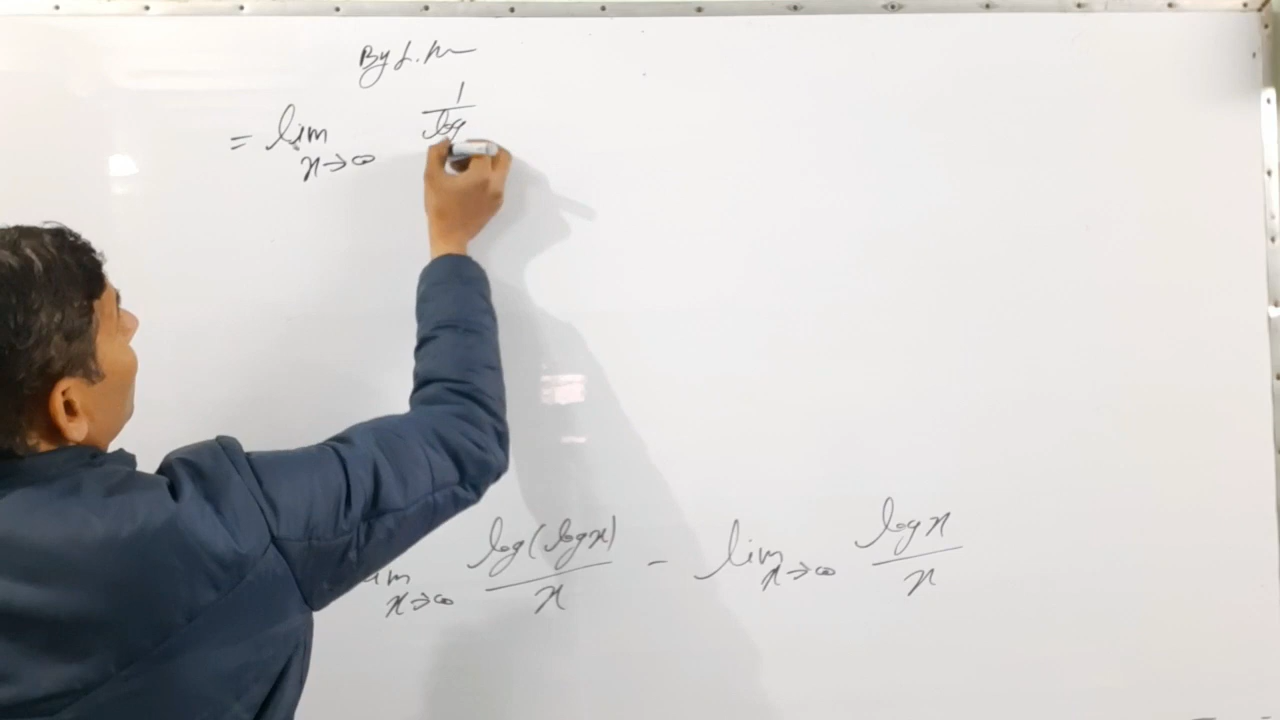 By L.H
= lim x→∞ 1/log
lim x→∞ log(log x)/x - lim x→∞ log x/x